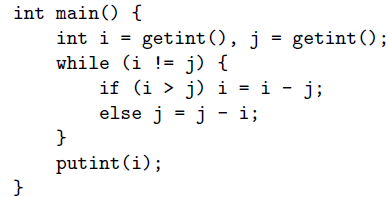 int main() {
    int i = getint(), j = getint();
    while (i != j) {
        if (i > j) i = i - j;
        else j = j - i;
    }
    putint(i);
}